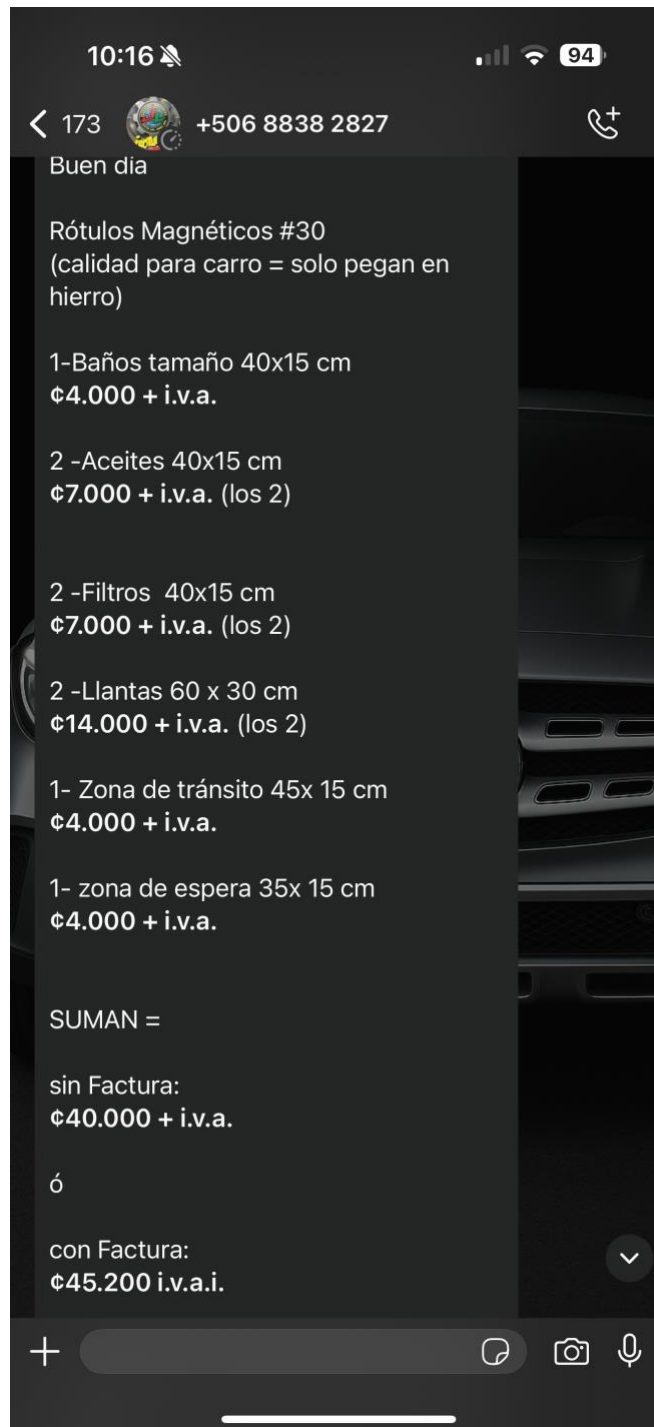 10:16
94
173
+506 8838 2827
Buen día
Rótulos Magnéticos #30
(calidad para carro = solo pegan en
hierro)
1-Baños tamaño 40x15 cm
¢4.000 + i.v.a.
2 -Aceites 40x15 cm
¢7.000 + i.v.a. (los 2)
2 -Filtros  40x15 cm
¢7.000 + i.v.a. (los 2)
2 -Llantas 60 x 30 cm
¢14.000 + i.v.a. (los 2)
1- Zona de tránsito 45x 15 cm
¢4.000 + i.v.a.
1- zona de espera 35x 15 cm
¢4.000 + i.v.a.
SUMAN =
sin Factura:
¢40.000 + i.v.a.
ó
con Factura:
¢45.200 i.v.a.i.